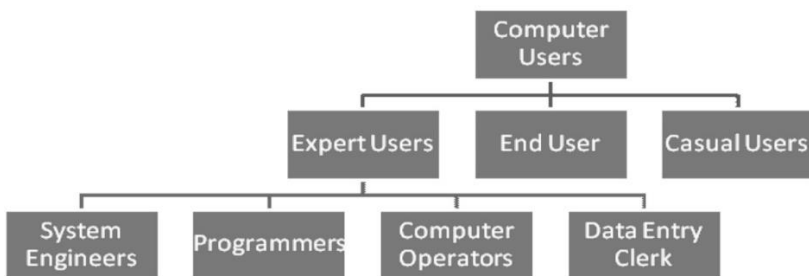 Computer
Users
Expert Users
End User
Casual Users
System
Engineers
Programmers
Computer
Operators
Data Entry
Clerk